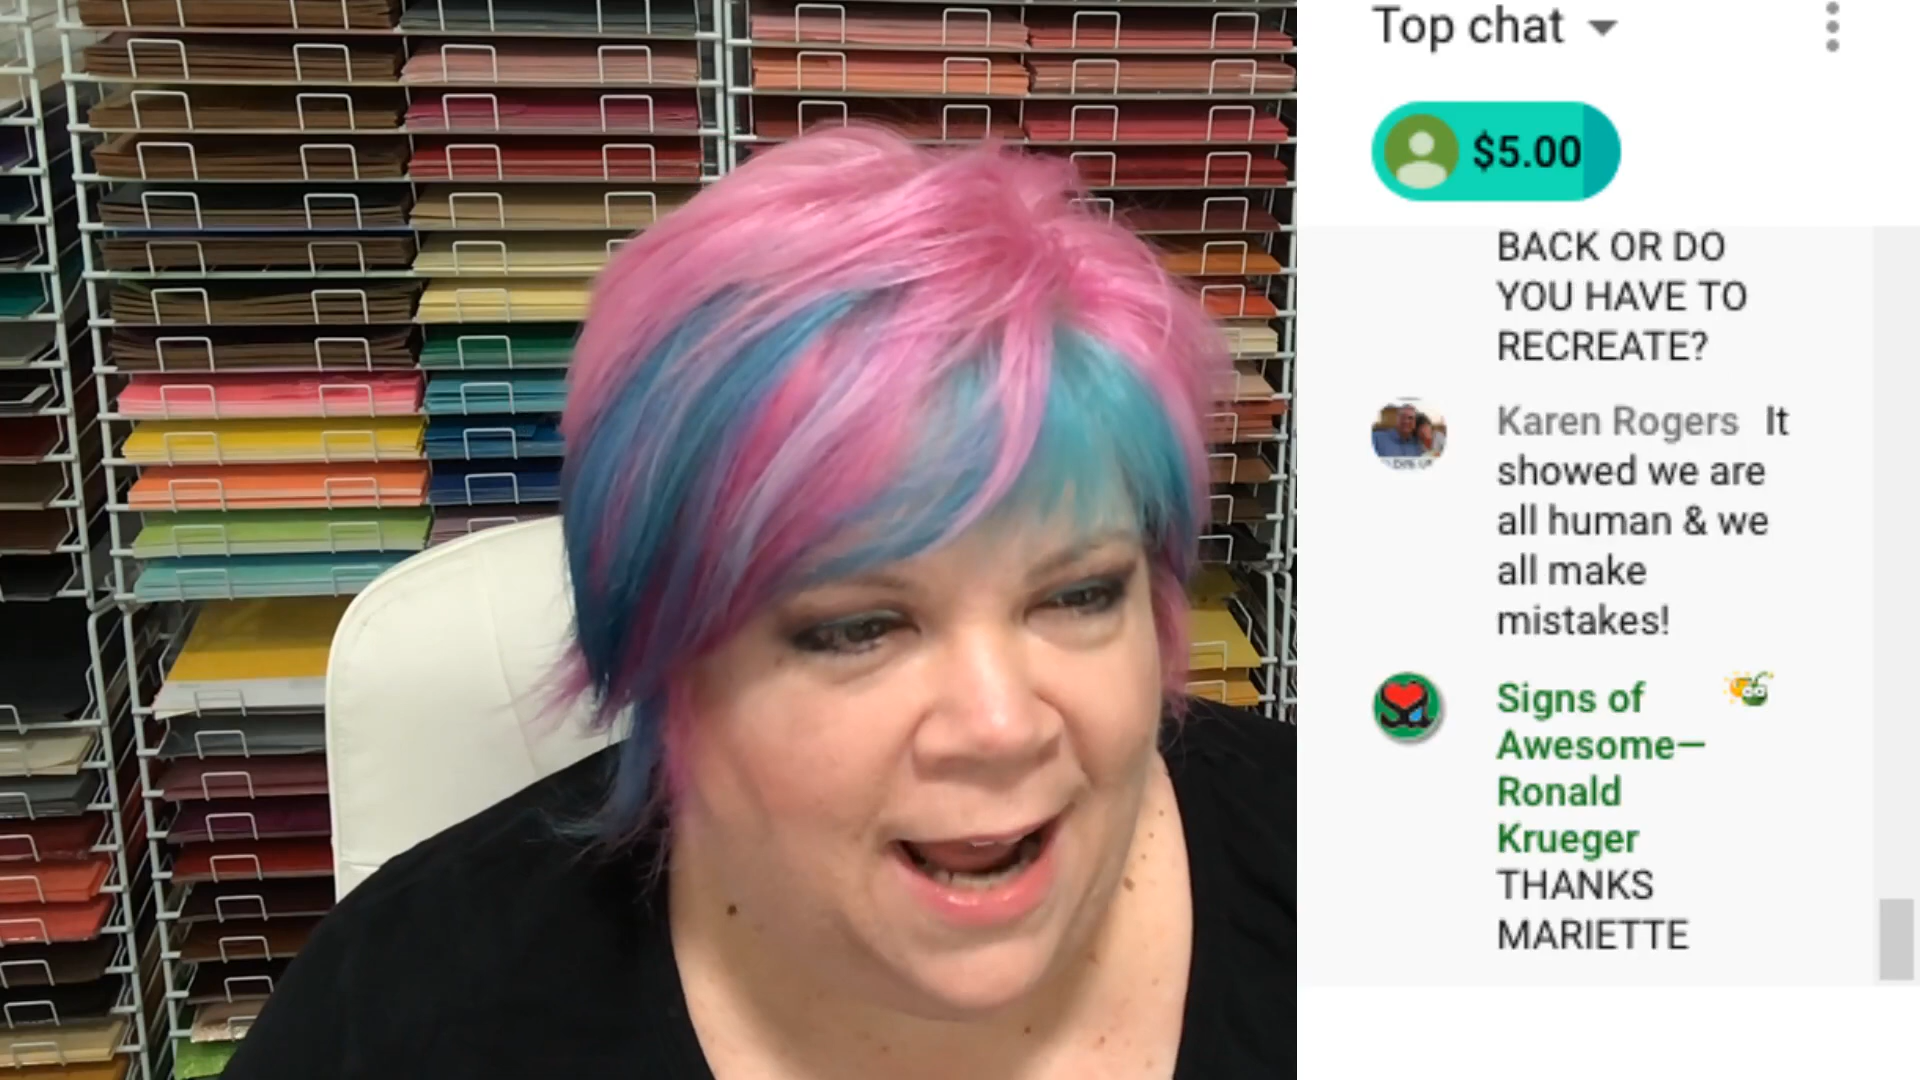 Top chat
$5.00
BACK OR DO
YOU HAVE TO
RECREATE?
Karen Rogers It
showed we are
all human & we
all make
mistakes!
Signs of
Awesome—
Ronald
Krueger
THANKS
MARIETTE